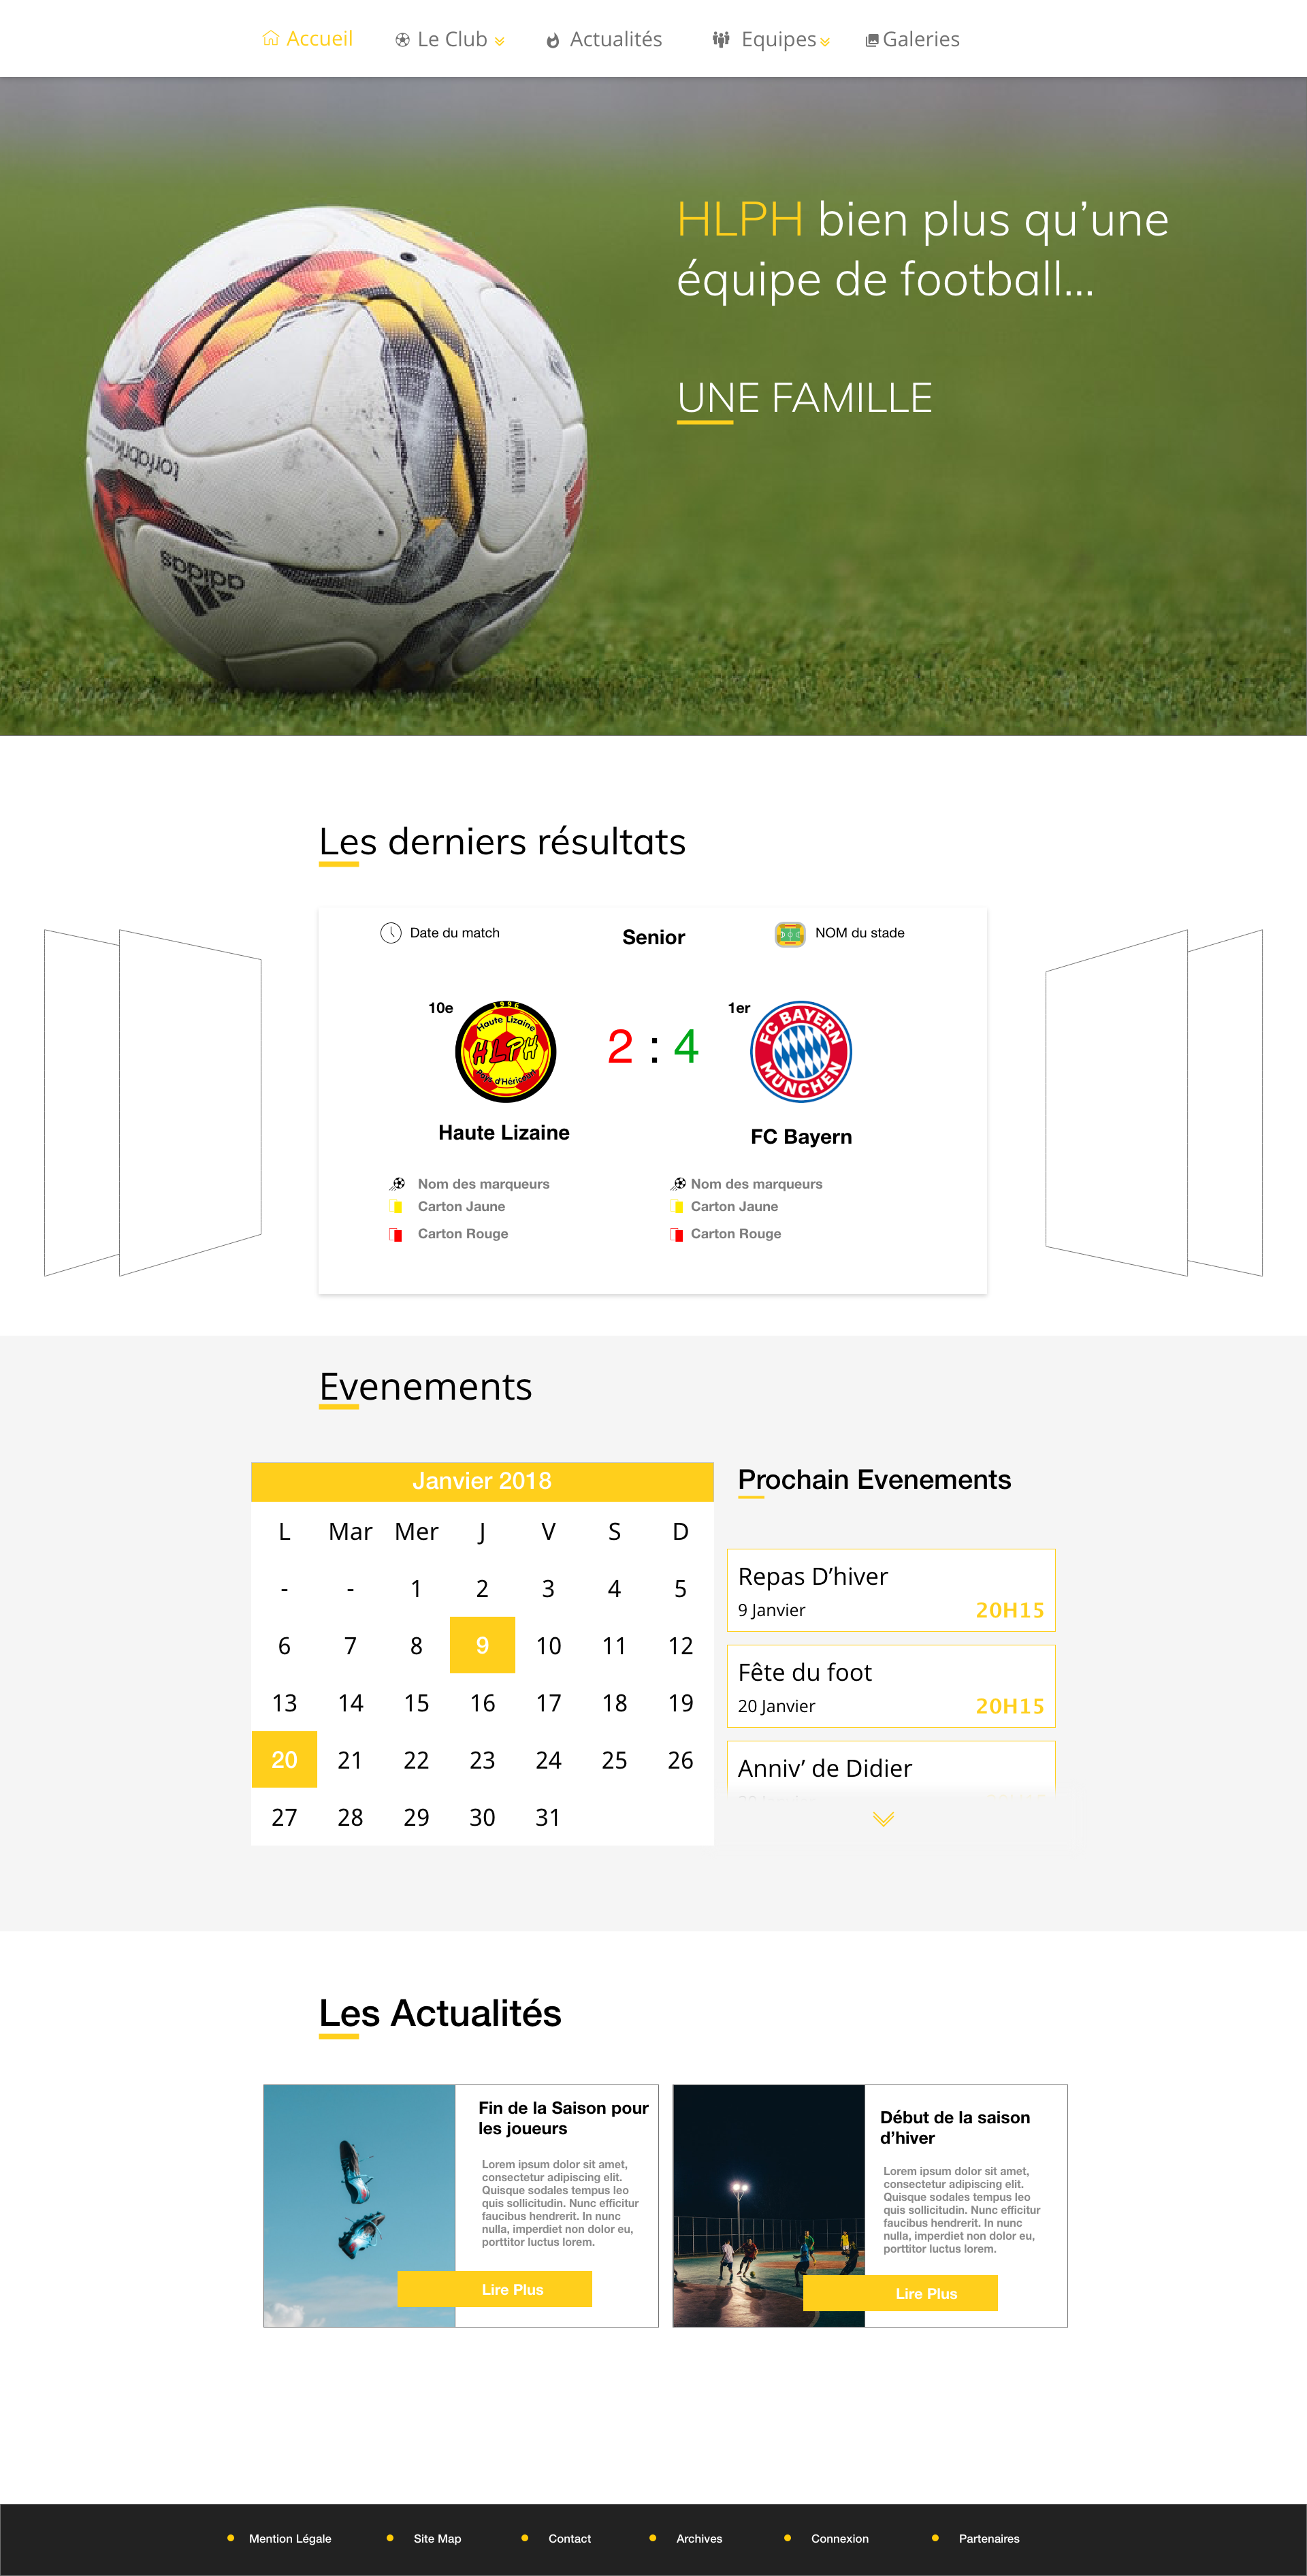 Accueil
Le Club
Actualités
Equipes
Galeries
HLPH bien plus qu’une
équipe de football...
UNE FAMILLE
torfabrik
adidas
Les derniers résultats
Date du match
Senior
NOM du stade
10e
1996
Haute Lizaine
HLPH
Pays d'Héricourt
2 : 4
1er
FC BAYERN
MÜNCHEN
Haute Lizaine
FC Bayern
Nom des marqueurs
Carton Jaune
Carton Rouge
Nom des marqueurs
Carton Jaune
Carton Rouge
Evenements
Janvier 2018
L Mar Mer J V S D
- - 1 2 3 4 5
6 7 8 9 10 11 12
13 14 15 16 17 18 19
20 21 22 23 24 25 26
27 28 29 30 31
Prochain Evenements
Repas D’hiver
9 Janvier 20H15
Fête du foot
20 Janvier 20H15
Anniv’ de Didier
Les Actualités
Fin de la Saison pour
les joueurs
Lorem ipsum dolor sit amet,
consectetur adipiscing elit.
Quisque sodales tempus leo
quis sollicitudin. Nunc efficitur
faucibus hendrerit. In nunc
nulla, imperdiet non dolor eu,
porttitor luctus lorem.
Lire Plus
Début de la saison
d’hiver
Lorem ipsum dolor sit amet,
consectetur adipiscing elit.
Quisque sodales tempus leo
quis sollicitudin. Nunc efficitur
faucibus hendrerit. In nunc
nulla, imperdiet non dolor eu,
porttitor luctus lorem.
Lire Plus
Mention Légale
Site Map
Contact
Archives
Connexion
Partenaires